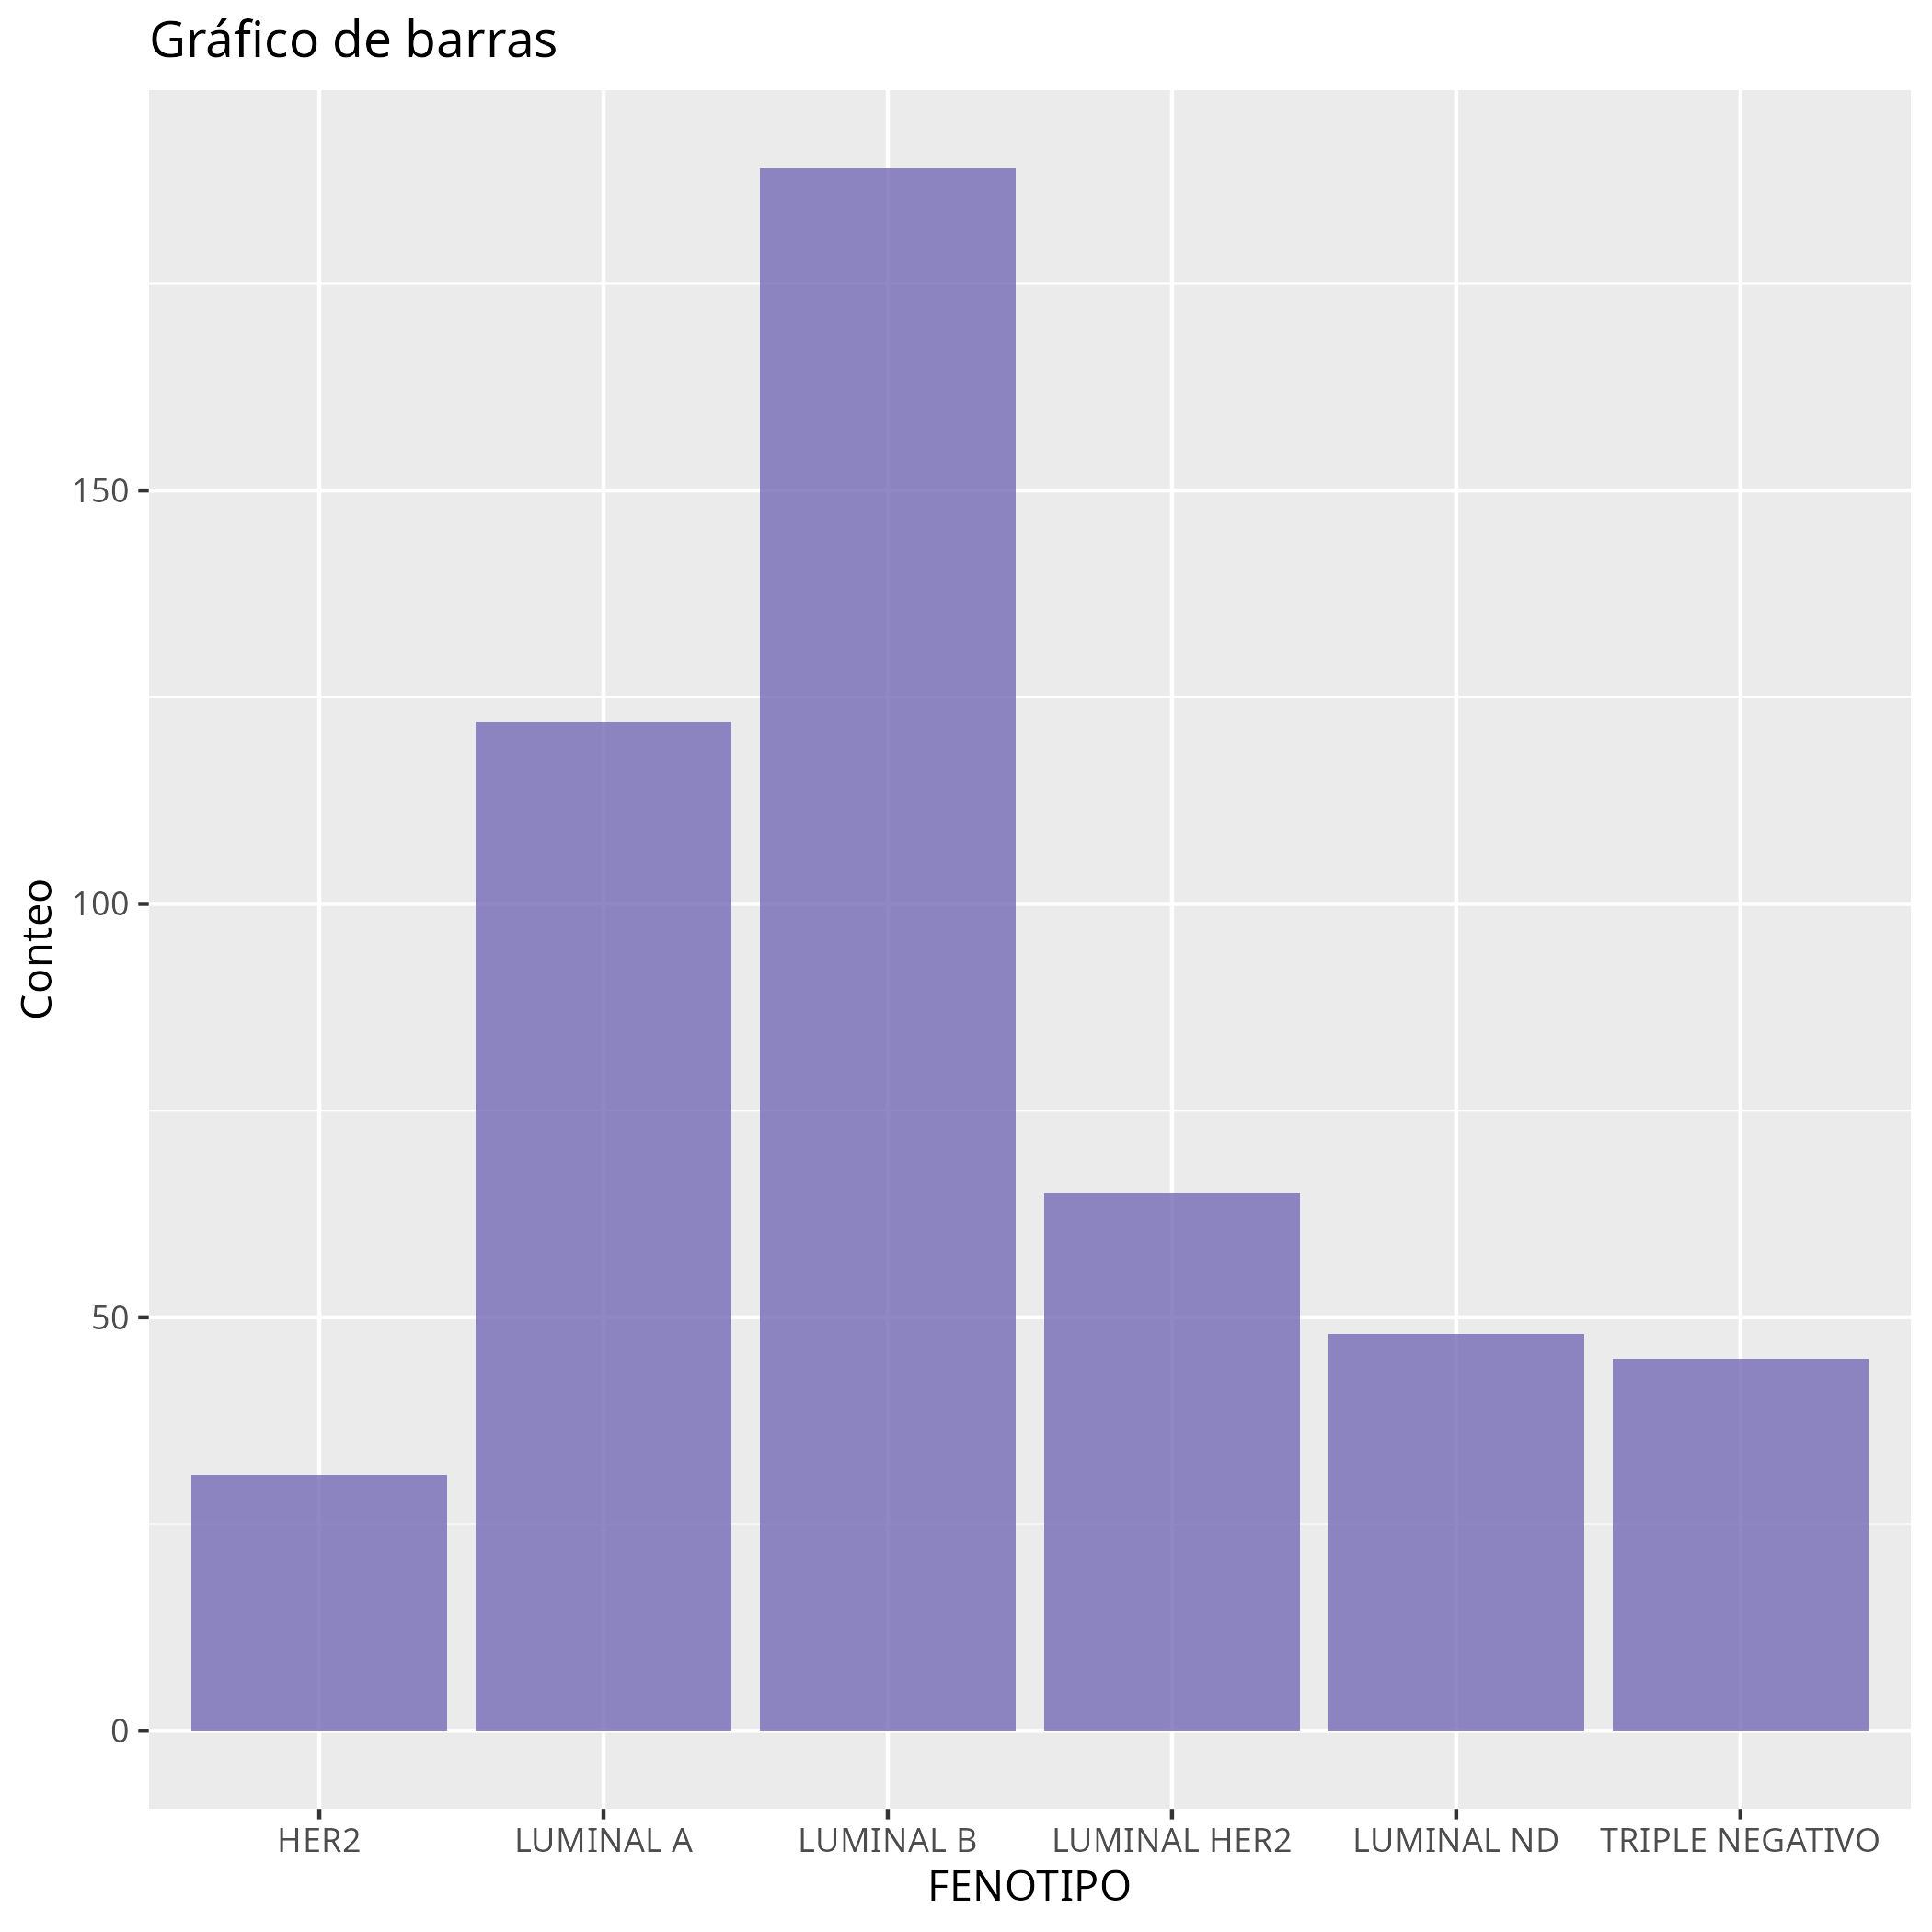 Gráfico de barras
Conteo
150
100
50
0
HER2
LUMINAL A
LUMINAL B
LUMINAL HER2
LUMINAL ND
TRIPLE NEGATIVO
FENOTIPO